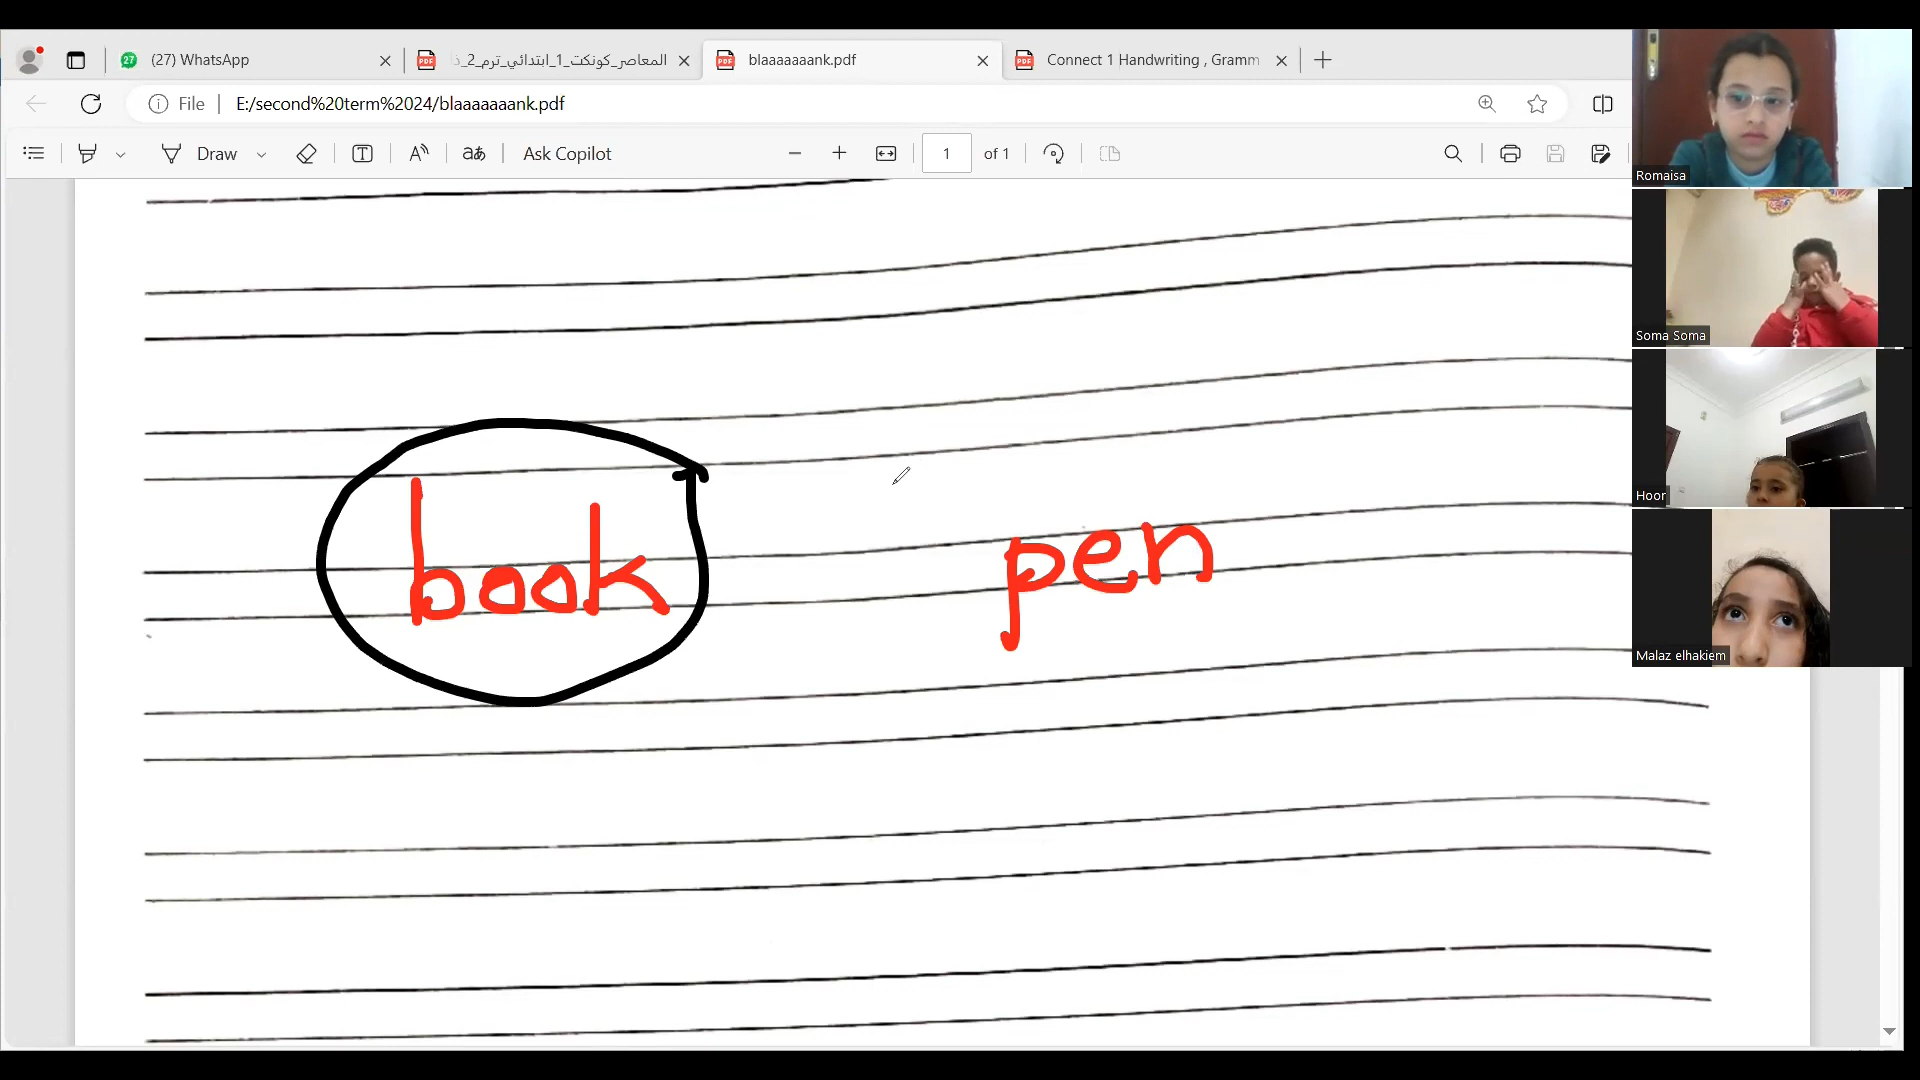 (27) WhatsApp
المعاصر_كونكت_1_ابتدائي_ترم_2_ذ
blaaaaaaank.pdf
Connect 1 Handwriting , Gramm
File
E:/second%20term%2024/blaaaaaaank.pdf
Draw
Ask Copilot
1 of 1
Romaisa
Soma Soma
Hoor
Malaz elhakiem
book pen